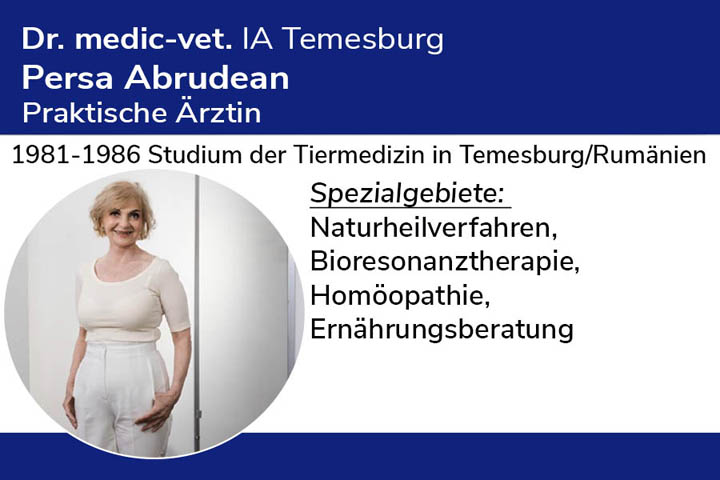 Dr. medic-vet. IA Temesburg
Persa Abrudean
Praktische Ärztin
1981-1986 Studium der Tiermedizin in Temesburg/Rumänien
Spezialgebiete:
Naturheilverfahren,
Bioresonanztherapie,
Homöopathie,
Ernährungsberatung